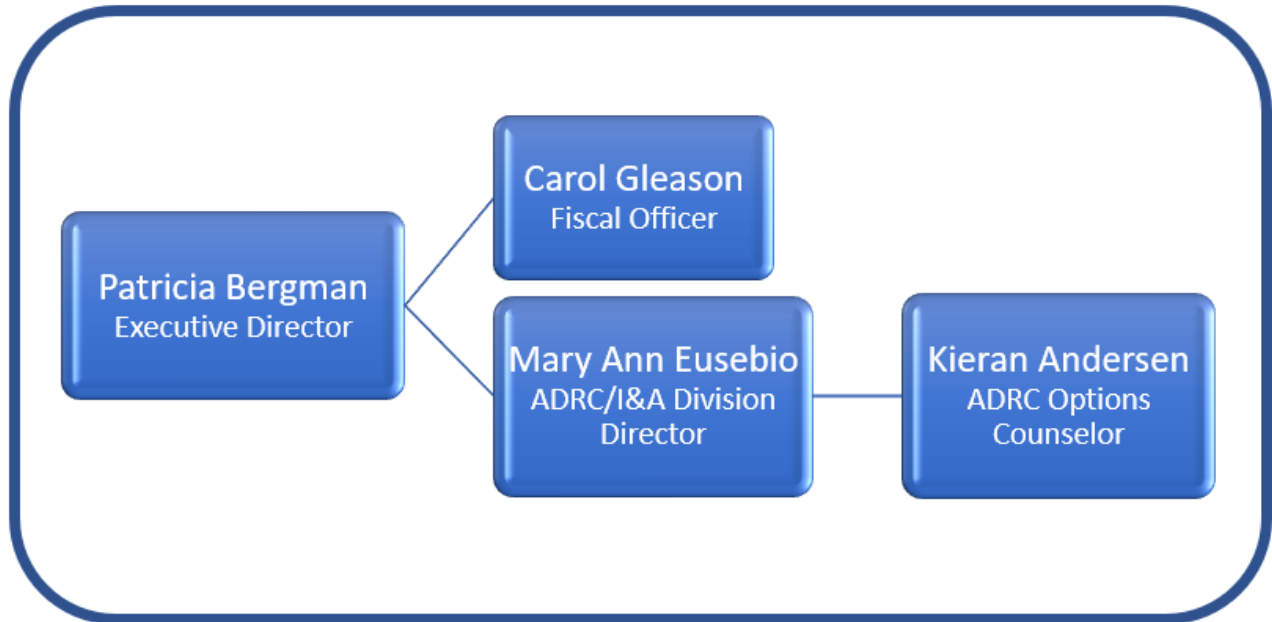 Patricia Bergman
Executive Director
Carol Gleason
Fiscal Officer
Mary Ann Eusebio
ADRC/I&A Division
Director
Kieran Andersen
ADRC Options
Counselor